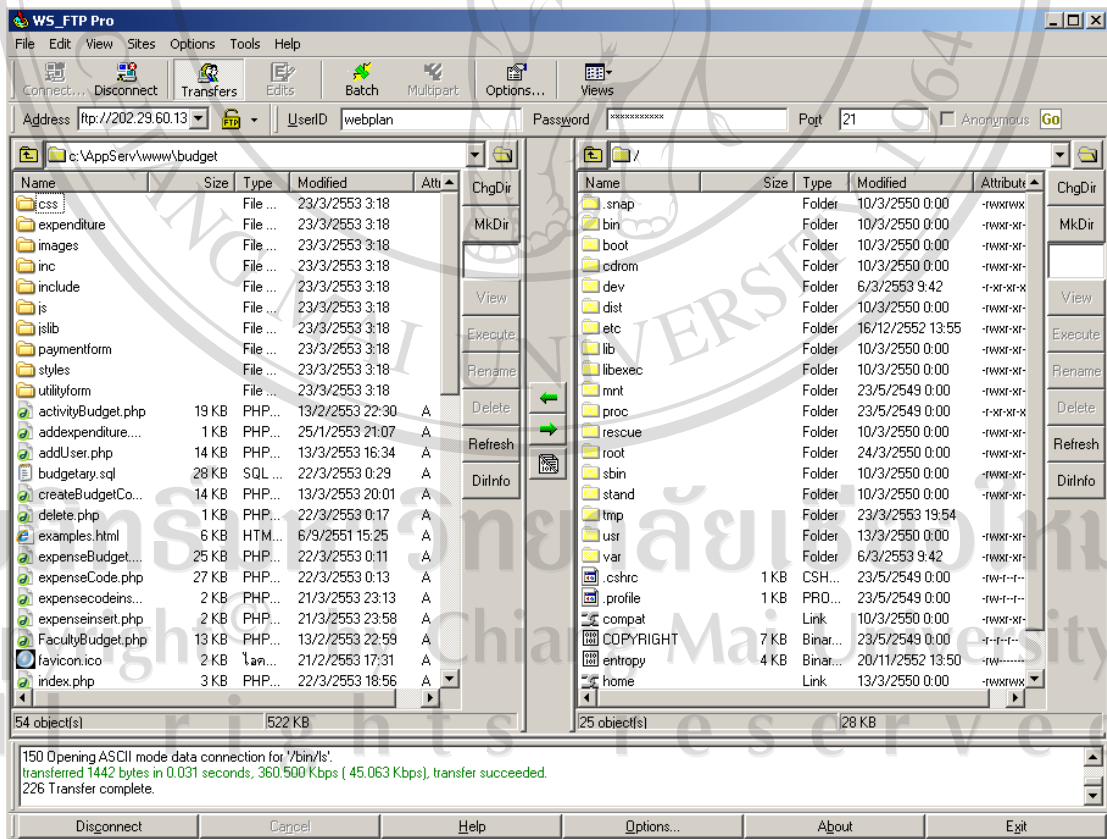 WS_FTP Pro
File Edit View Sites Options Tools Help
Connect... Disconnect Transfers Edits Batch Multipart Options... Views
Address ftp://202.29.60.13 FTP UserID webplan Password xxxxxxxxxxx Port 21 Anonymous Go
c:\AppServ\www\budget
Name Size Type Modified Attr
css File ... 23/3/2553 3:18
expenditure File ... 23/3/2553 3:18
images File ... 23/3/2553 3:18
inc File ... 23/3/2553 3:18
include File ... 23/3/2553 3:18
js File ... 23/3/2553 3:18
jslib File ... 23/3/2553 3:18
paymentform File ... 23/3/2553 3:18
styles File ... 23/3/2553 3:18
utilityform File ... 23/3/2553 3:18
activityBudget.php 19 KB PHP... 13/2/2553 22:30 A
addexpenditure.... 1 KB PHP... 25/1/2553 21:07 A
addUser.php 14 KB PHP... 13/3/2553 16:34 A
budgetary.sql 28 KB SQL ... 22/3/2553 0:29 A
createBudgetCo... 14 KB PHP... 13/3/2553 20:01 A
delete.php 1 KB PHP... 22/3/2553 0:17 A
examples.html 6 KB HTM... 6/9/2551 15:25 A
expenseBudget.... 25 KB PHP... 22/3/2553 0:11 A
expenseCode.php 27 KB PHP... 22/3/2553 0:13 A
expensecodeins... 2 KB PHP... 21/3/2553 23:13 A
expenseinsert.php 2 KB PHP... 21/3/2553 23:58 A
FacultyBudget.php 13 KB PHP... 13/2/2553 22:59 A
favicon.ico 2 KB ไอค... 21/2/2553 17:31 A
index.php 3 KB PHP... 22/3/2553 18:56 A
54 object(s) 522 KB
ChgDir
MkDir
View
Execute
Rename
Delete
Refresh
DirInfo
/
Name Size Type Modified Attribute
.snap Folder 10/3/2550 0:00 -rwxrwx
bin Folder 10/3/2550 0:00 -rwxr-xr-
boot Folder 10/3/2550 0:00 -rwxr-xr-
cdrom Folder 10/3/2550 0:00 -rwxr-xr-
dev Folder 6/3/2553 9:42 -r-xr-xr-x
dist Folder 10/3/2550 0:00 -rwxr-xr-
etc Folder 16/12/2552 13:55 -rwxr-xr-
lib Folder 10/3/2550 0:00 -rwxr-xr-
libexec Folder 10/3/2550 0:00 -rwxr-xr-
mnt Folder 23/5/2549 0:00 -rwxr-xr-
proc Folder 23/5/2549 0:00 -r-xr-xr-x
rescue Folder 10/3/2550 0:00 -rwxr-xr-
root Folder 24/3/2550 0:00 -rwxr-xr-
sbin Folder 10/3/2550 0:00 -rwxr-xr-
stand Folder 10/3/2550 0:00 -rwxr-xr-
tmp Folder 23/3/2553 19:54
usr Folder 13/3/2550 0:00 -rwxr-xr-
var Folder 6/3/2553 9:42 -rwxr-xr-
.cshrc 1 KB CSH... 23/5/2549 0:00 -rw-r--r--
.profile 1 KB PRO... 23/5/2549 0:00 -rw-r--r--
compat Link 10/3/2550 0:00 -rwxr-xr-
COPYRIGHT 7 KB Binar... 23/5/2549 0:00 -r--r--r--
entropy 4 KB Binar... 20/11/2552 13:50 -rw-------
home Link 13/3/2550 0:00 -rwxrwx
25 object(s) 28 KB
ChgDir
MkDir
View
Execute
Rename
Delete
Refresh
DirInfo
150 Opening ASCII mode data connection for '/bin/ls'.
transferred 1442 bytes in 0.031 seconds, 360.500 Kbps ( 45.063 Kbps), transfer succeeded.
226 Transfer complete.
Disconnect Cancel Help Options... About Exit
CHIANG MAI UNIVERSITY 1964
by Chiang Mai University
rights reserved